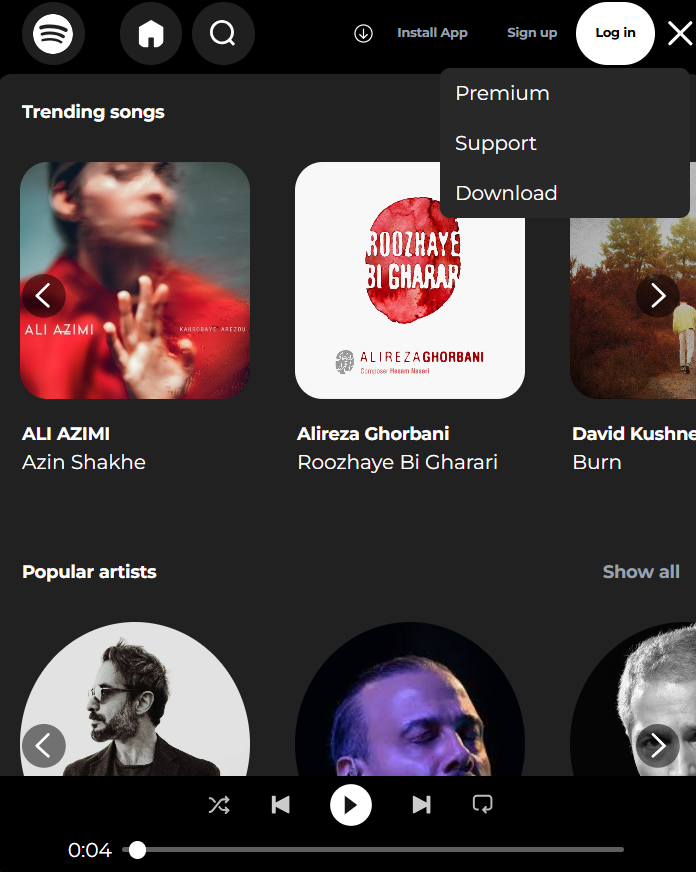 Install App
Sign up
Log in
Premium
Support
Download
Trending songs
ALI AZIMI
KAHROBAYE AREZOU
ROOZHAYE
BI GHARAR
ALIREZA GHORBANI
Composer Hesam Naseri
ALI AZIMI
Azin Shakhe
Alireza Ghorbani
Roozhaye Bi Gharari
David Kushne
Burn
Popular artists
Show all
0:04